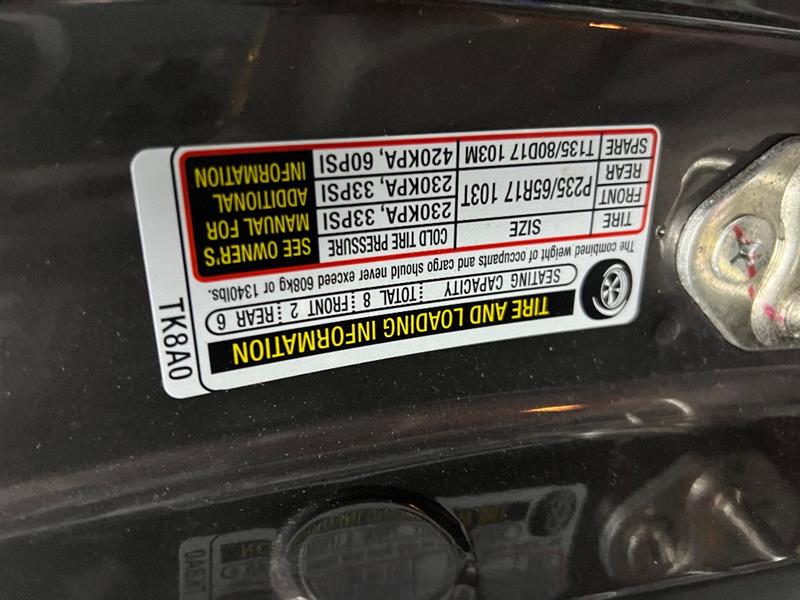 TIRE AND LOADING INFORMATION
SEATING CAPACITY TOTAL 8 FRONT 2 REAR 6
The combined weight of occupants and cargo should never exceed 608kg or 1340lbs.
TIRE SIZE COLD TIRE PRESSURE
FRONT P235/65R17 103T 230KPA, 33PSI
REAR 230KPA, 33PSI
SPARE T135/80D17 103M 420KPA, 60PSI
SEE OWNER'S
MANUAL FOR
ADDITIONAL
INFORMATION
TK8A0